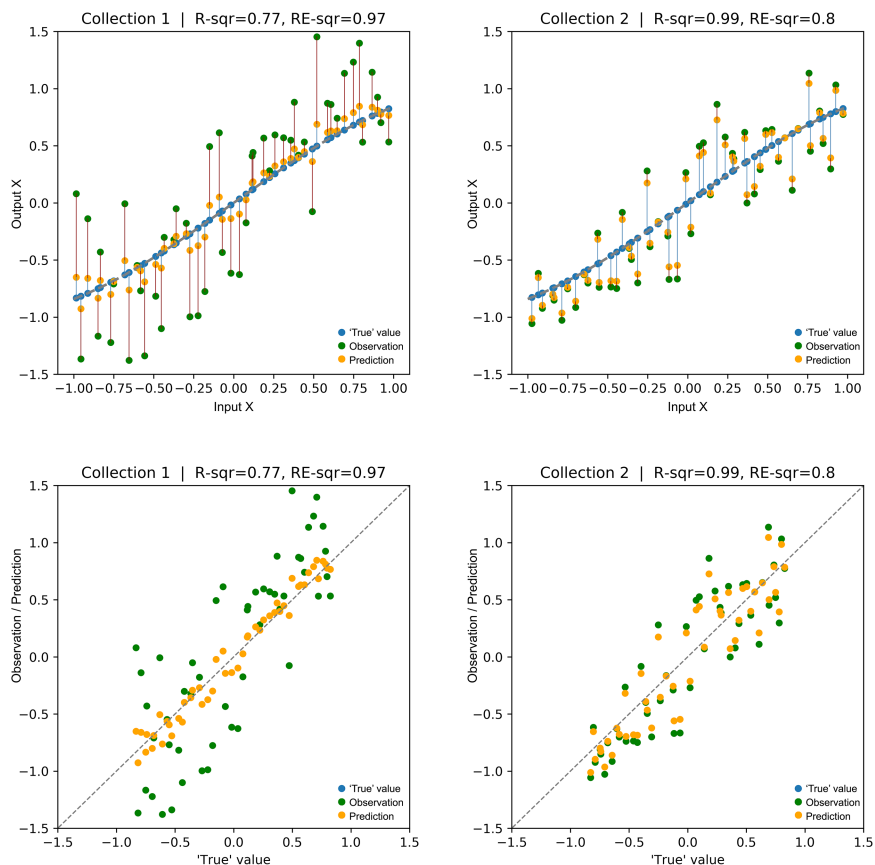 Collection 1 | R-sqr=0.77, RE-sqr=0.97
1.5
1.0
0.5
0.0
−0.5
−1.0
−1.5
Output X
−1.00 −0.75 −0.50 −0.25 0.00 0.25 0.50 0.75 1.00
Input X
'True' value
Observation
Prediction
Collection 2 | R-sqr=0.99, RE-sqr=0.8
1.5
1.0
0.5
0.0
−0.5
−1.0
−1.5
Output X
−1.00 −0.75 −0.50 −0.25 0.00 0.25 0.50 0.75 1.00
Input X
'True' value
Observation
Prediction
Collection 1 | R-sqr=0.77, RE-sqr=0.97
1.5
1.0
0.5
0.0
−0.5
−1.0
−1.5
Observation / Prediction
−1.5 −1.0 −0.5 0.0 0.5 1.0 1.5
'True' value
'True' value
Observation
Prediction
Collection 2 | R-sqr=0.99, RE-sqr=0.8
1.5
1.0
0.5
0.0
−0.5
−1.0
−1.5
Observation / Prediction
−1.5 −1.0 −0.5 0.0 0.5 1.0 1.5
'True' value
'True' value
Observation
Prediction